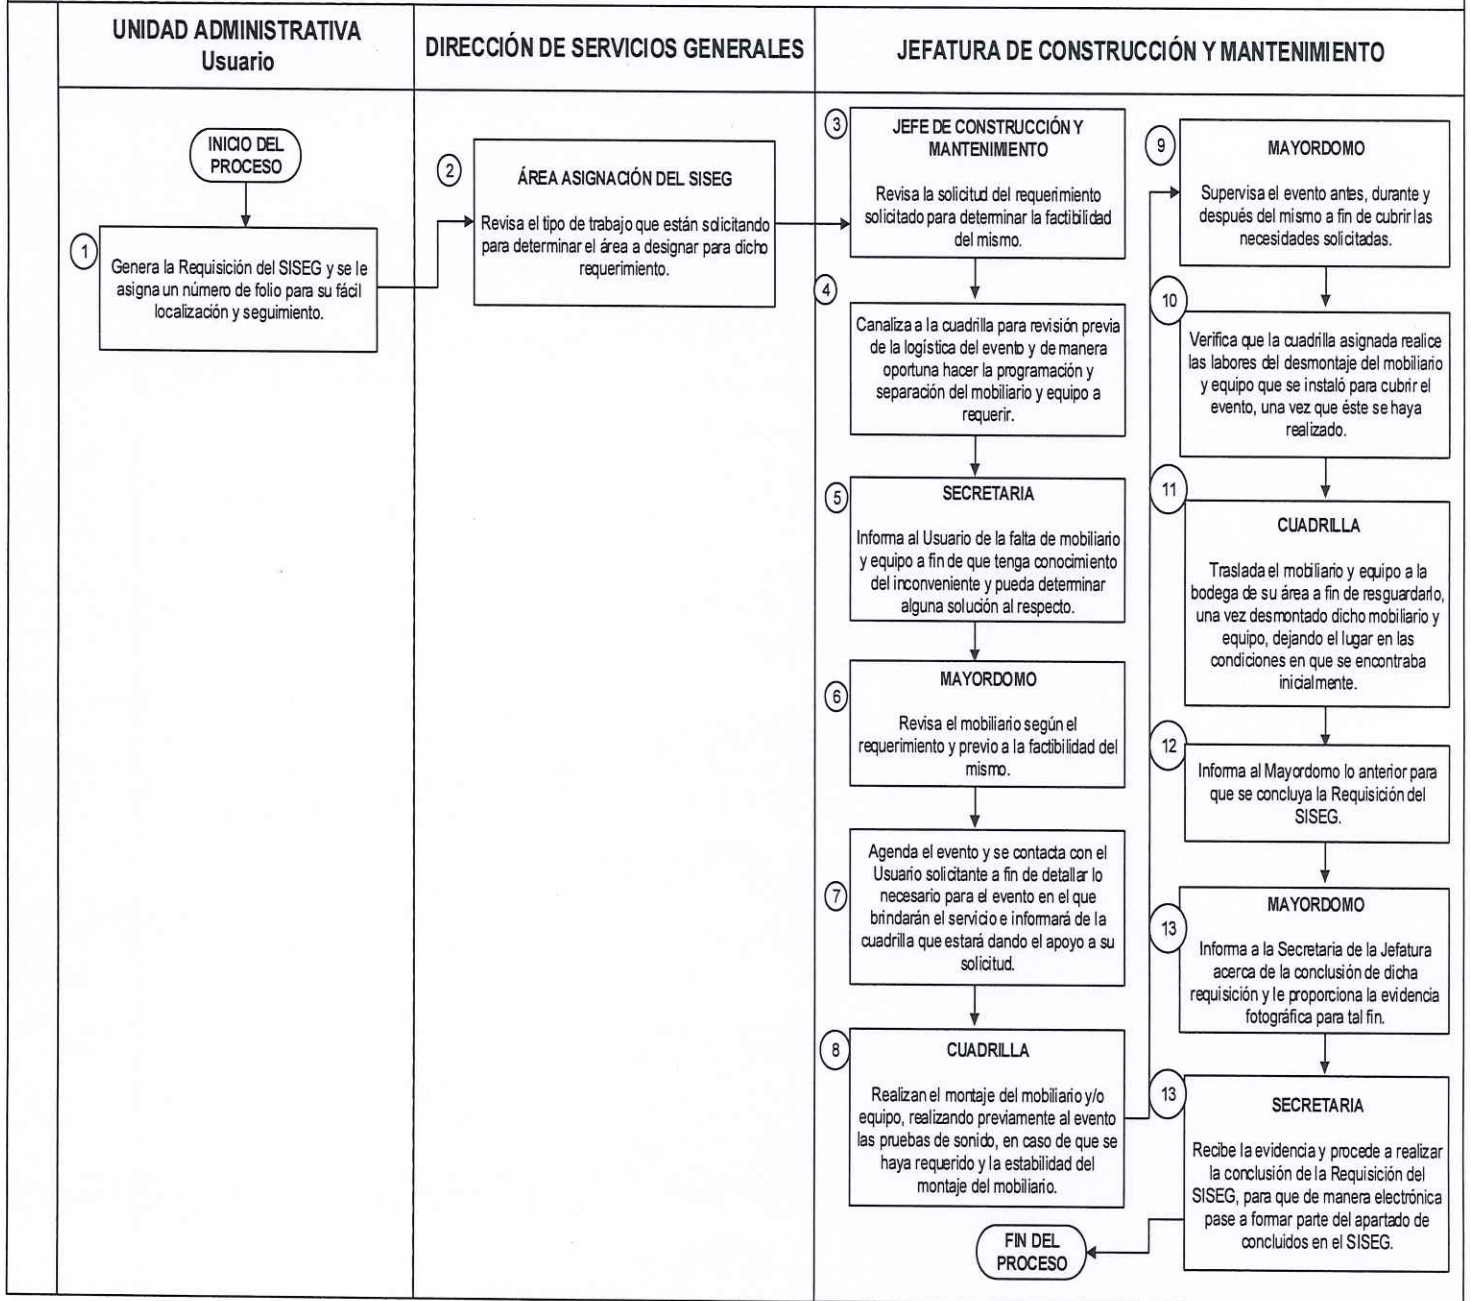 UNIDAD ADMINISTRATIVA
Usuario
DIRECCIÓN DE SERVICIOS GENERALES
JEFATURA DE CONSTRUCCIÓN Y MANTENIMIENTO
INICIO DEL
PROCESO
1
Genera la Requisición del SISEG y se le
asigna un número de folio para su fácil
localización y seguimiento.
2
ÁREA ASIGNACIÓN DEL SISEG
Revisa el tipo de trabajo que están solicitando
para determinar el área a designar para dicho
requerimiento.
3
JEFE DE CONSTRUCCIÓN Y
MANTENIMIENTO
Revisa la solicitud del requerimiento
solicitado para determinar la factibilidad
del mismo.
4
Canaliza a la cuadrilla para revisión previa
de la logística del evento y de manera
oportuna hacer la programación y
separación del mobiliario y equipo a
requerir.
5
SECRETARIA
Informa al Usuario de la falta de mobiliario
y equipo a fin de que tenga conocimiento
del inconveniente y pueda determinar
alguna solución al respecto.
6
MAYORDOMO
Revisa el mobiliario según el
requerimiento y previo a la factibilidad del
mismo.
7
Agenda el evento y se contacta con el
Usuario solicitante a fin de detallar lo
necesario para el evento en el que
brindarán el servicio e informará de la
cuadrilla que estará dando el apoyo a su
solicitud.
8
CUADRILLA
Realizan el montaje del mobiliario y/o
equipo, realizando previamente al evento
las pruebas de sonido, en caso de que se
haya requerido y la estabilidad del
montaje del mobiliario.
9
MAYORDOMO
Supervisa el evento antes, durante y
después del mismo a fin de cubrir las
necesidades solicitadas.
10
Verifica que la cuadrilla asignada realice
las labores del desmontaje del mobiliario
y equipo que se instaló para cubrir el
evento, una vez que éste se haya
realizado.
11
CUADRILLA
Traslada el mobiliario y equipo a la
bodega de su área a fin de resguardarlo,
una vez desmontado dicho mobiliario y
equipo, dejando el lugar en las
condiciones en que se encontraba
inicialmente.
12
Informa al Mayordomo lo anterior para
que se concluya la Requisición del
SISEG.
13
MAYORDOMO
Informa a la Secretaria de la Jefatura
acerca de la conclusión de dicha
requisición y le proporciona la evidencia
fotográfica para tal fin.
13
SECRETARIA
Recibe la evidencia y procede a realizar
la conclusión de la Requisición del
SISEG, para que de manera electrónica
pase a formar parte del apartado de
concluidos en el SISEG.
FIN DEL
PROCESO